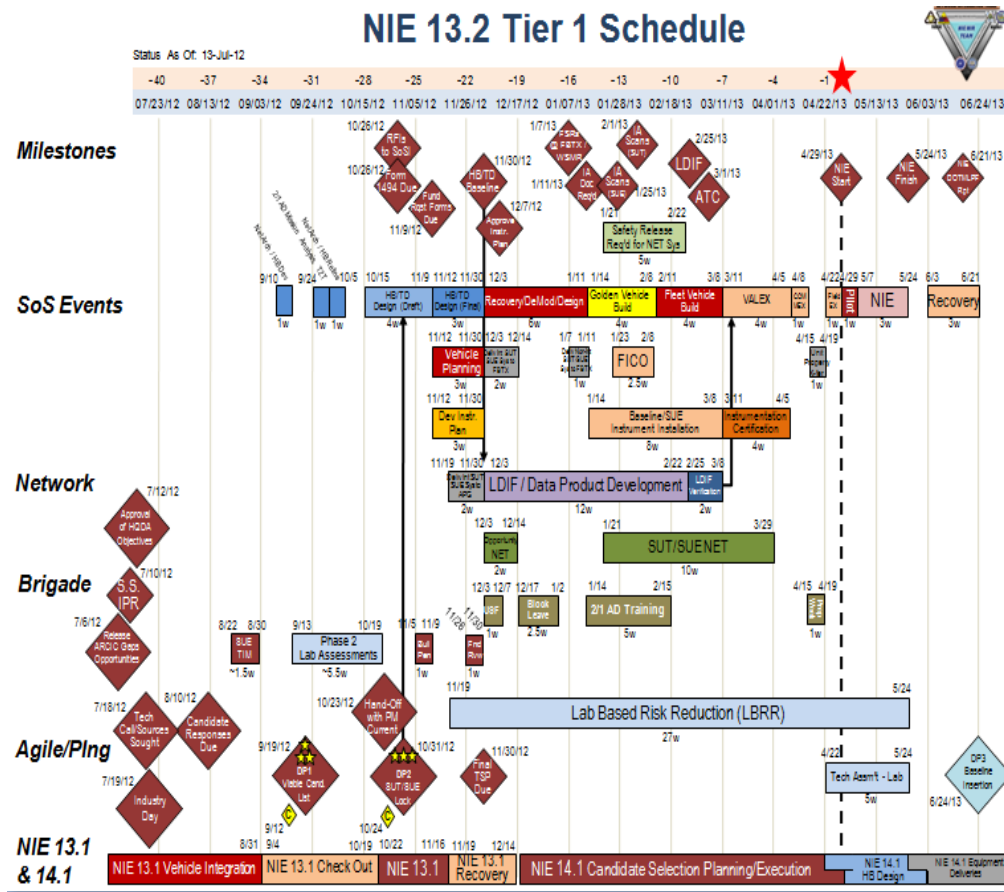 NIE 13.2 Tier 1 Schedule
Status As Of: 13-Jul-12
-40 -37 -34 -31 -28 -25 -22 -19 -16 -13 -10 -7 -4 -1
07/23/12 08/13/12 09/03/12 09/24/12 10/15/12 11/05/12 11/26/12 12/17/12 01/07/13 01/28/13 02/18/13 03/11/13 04/01/13 04/22/13 05/13/13 06/03/13 06/24/13
Milestones
10/26/12
RFIs
to SoSI
10/26/12
Form
1494 Due
Fund
Rqst Forms
Due
11/9/12
11/30/12
HB/TD
Baseline
12/7/12
Approve
Instr.
Plan
1/7/13
FSRs
@ FBTX /
WSMR
1/11/13
IA
Doc
Req'd
2/1/13
IA
Scans
(SUT)
IA
Scans
(SUE)
1/25/13
2/25/13
LDIF
3/1/13
ATC
4/29/13
NIE
Start
5/24/13
NIE
Finish
6/21/13
NIE
DOTMLPF
Rpt
1/21 2/22
Safety Release
Req'd for NET Sys
5w
SoS Events
9/10
1w
9/24
1w
10/5
1w
10/15 11/9
HB/TD
Design (Draft)
4w
11/12 11/30
HB/TD
Design (Final)
3w
12/3 1/11
Recovery/DeMod/Design
6w
1/14 2/8
Golden Vehicle
Build
4w
2/11 3/8
Fleet Vehicle
Build
4w
3/11 4/5
VALEX
4w
4/8
COM
MEX
1w
4/22
Field
EX
4/29
Pilot
1w
5/7 5/24
NIE
3w
6/3 6/21
Recovery
3w
11/12 11/30
Vehicle
Planning
3w
12/3 12/14
2w
1/7 1/11
1w
1/23 2/8
FICO
2.5w
4/15 4/19
Unit
Property
1w
11/12 11/30
Dev Instr.
Plan
3w
1/14 3/8
Baseline/SUE
Instrument Installation
8w
3/11 4/5
Instrumentation
Certification
4w
Network
11/19 11/30
2w
12/3 2/22
LDIF / Data Product Development
12w
2/25 3/8
LDIF
Verification
2w
12/3 12/14
Opportunity
NET
2w
1/21 3/29
SUT/SUE NET
10w
7/12/12
Approval
of HQDA
Objectives
Brigade
7/10/12
S.S.
IPR
12/3 12/7
1w
12/17 1/2
Block
Leave
2.5w
1/14 2/15
2/1 AD Training
5w
4/15 4/19
1w
7/6/12
Release
ARCIC Gaps
Opportunities
8/22 8/30
SUE
TIM
~1.5w
9/13 10/19
Phase 2
Lab Assessments
~5.5w
11/5 11/9
1w
11/26 11/30
1w
11/19 5/24
Lab Based Risk Reduction (LBRR)
27w
Agile/Plng
7/18/12
Tech
Call/Sources
Sought
8/10/12
Candidate
Responses
Due
10/23/12
Hand-Off
with PM
Current
9/19/12
DP1
Viable Cand.
List
10/31/12
DP2
SUT/SUE
Lock
11/30/12
Final
TSP
Due
4/22 5/24
Tech Assm't - Lab
5w
DP3
Baseline
Insertion
6/24/13
7/19/12
Industry
Day
9/12
C
10/24
C
NIE 13.1
& 14.1
8/31
NIE 13.1 Vehicle Integration
9/4 10/19
NIE 13.1 Check Out
10/22 11/16
NIE 13.1
11/19 12/14
NIE 13.1
Recovery
NIE 14.1 Candidate Selection Planning/Execution
NIE 14.1
HB Design
NIE 14.1 Equipment
Deliveries